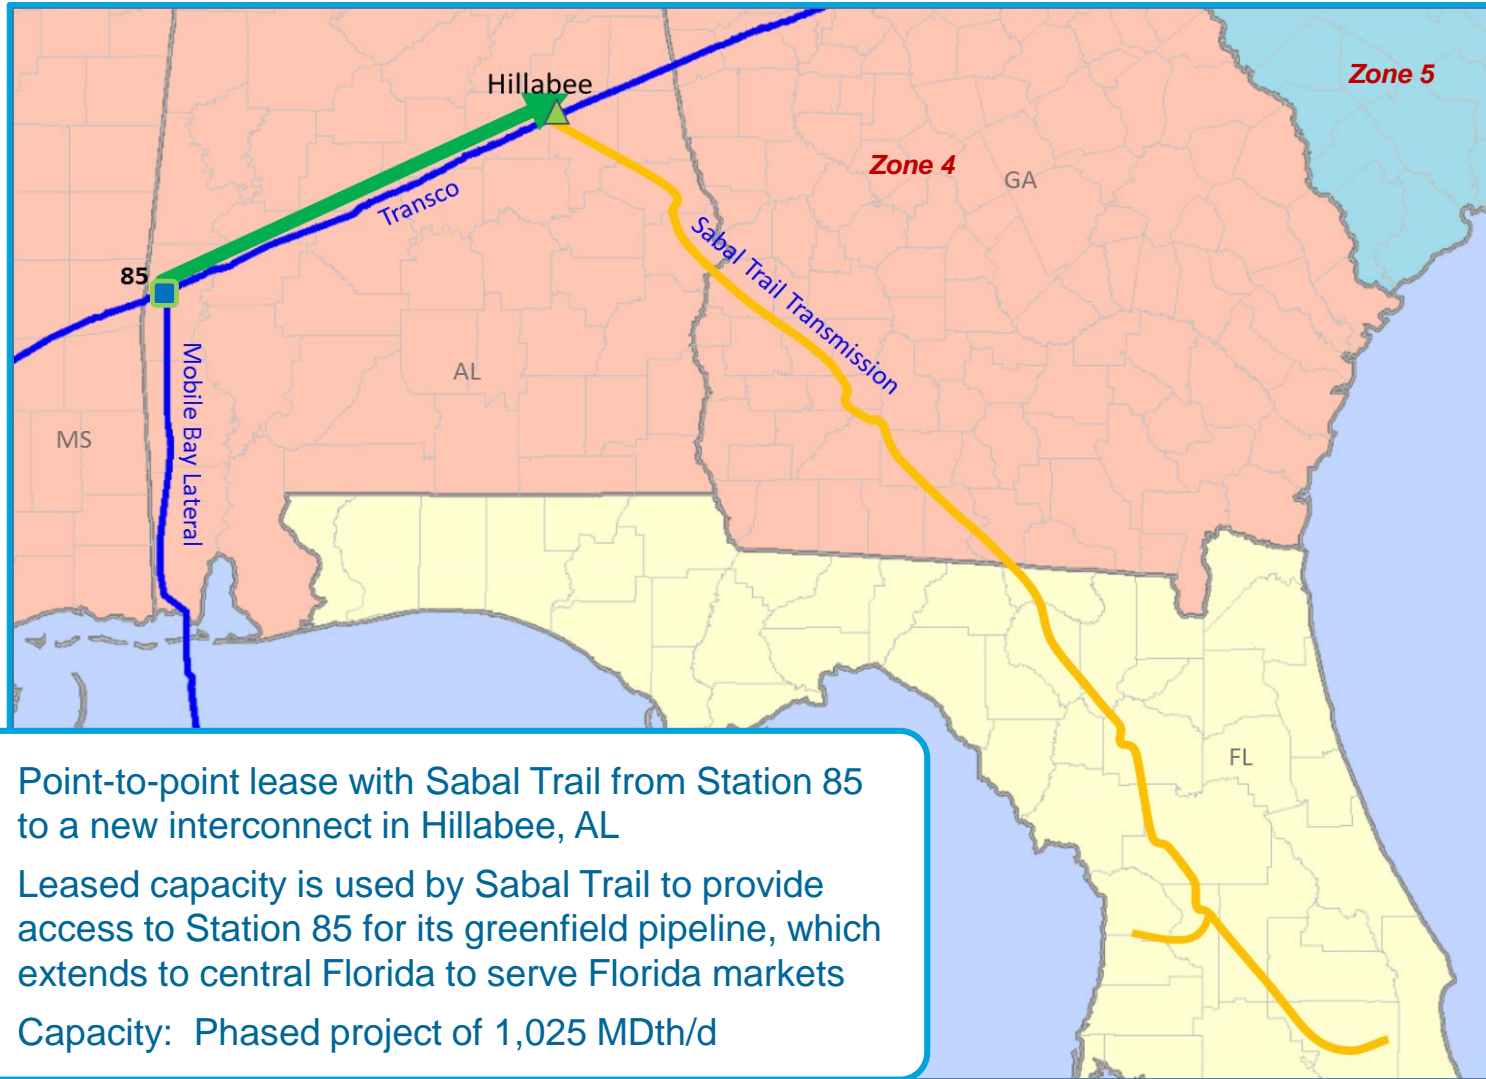 Zone 5
Hillabee
Zone 4
GA
Transco
Sabal Trail Transmission
85
Mobile Bay Lateral
AL
MS
FL
Point-to-point lease with Sabal Trail from Station 85
to a new interconnect in Hillabee, AL
Leased capacity is used by Sabal Trail to provide
access to Station 85 for its greenfield pipeline, which
extends to central Florida to serve Florida markets
Capacity:  Phased project of 1,025 MDth/d